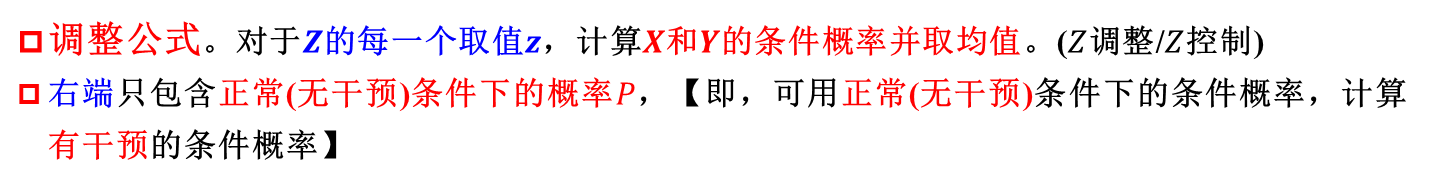 调整公式。对于Z的每一个取值z，计算X和Y的条件概率并取均值。(Z调整/Z控制)
右端只包含正常(无干预)条件下的概率P，【即，可用正常(无干预)条件下的条件概率，计算
有干预的条件概率】